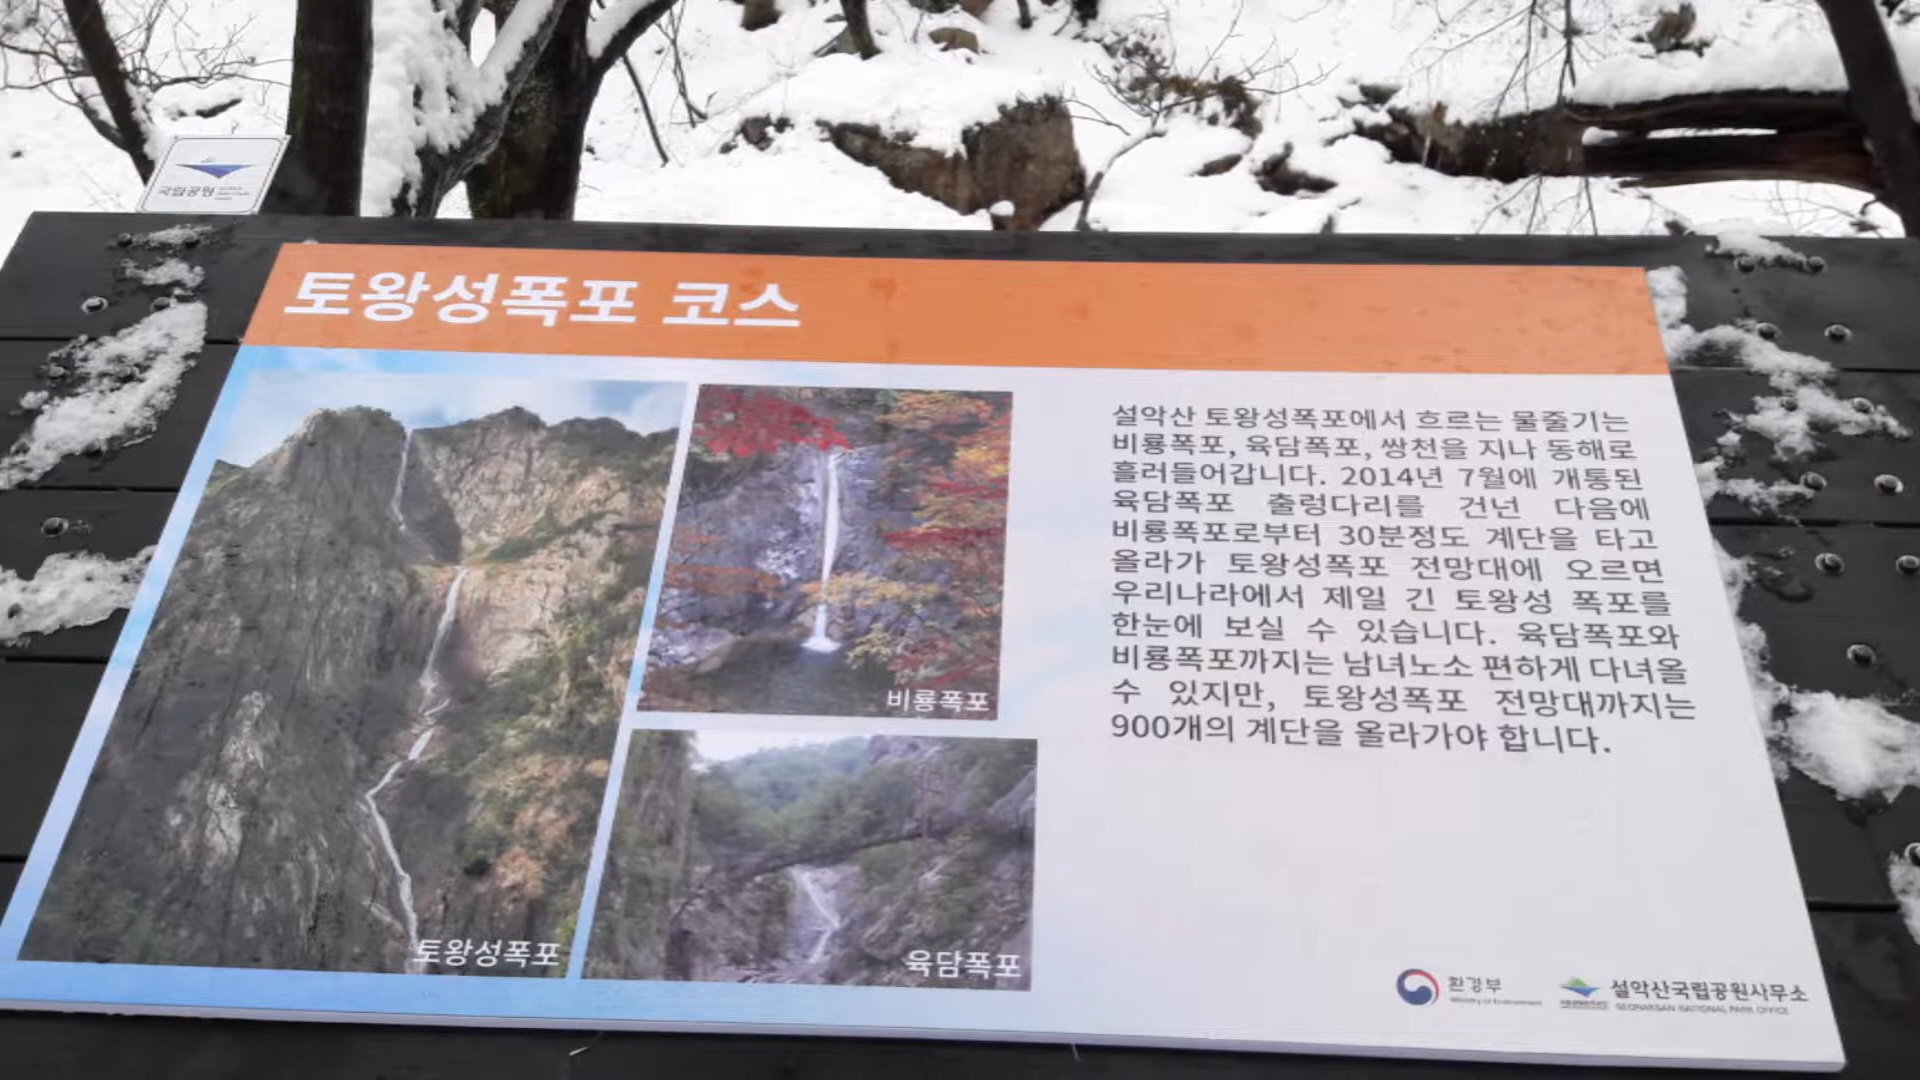 국립공원
토왕성폭포 코스
설악산 토왕성폭포에서 흐르는 물줄기는
비룡폭포, 육담폭포, 쌍천을 지나 동해로
흘러들어갑니다. 2014년 7월에 개통된
육담폭포 출렁다리를 건넌 다음에
비룡폭포로부터 30분정도 계단을 타고
올라가 토왕성폭포 전망대에 오르면
우리나라에서 제일 긴 토왕성 폭포를
한눈에 보실 수 있습니다. 육담폭포와
비룡폭포까지는 남녀노소 편하게 다녀올
수 있지만, 토왕성폭포 전망대까지는
900개의 계단을 올라가야 합니다.
비룡폭포
토왕성폭포
육담폭포
환경부
Ministry of Environment
설악산국립공원사무소
SEORAKSAN NATIONAL PARK OFFICE